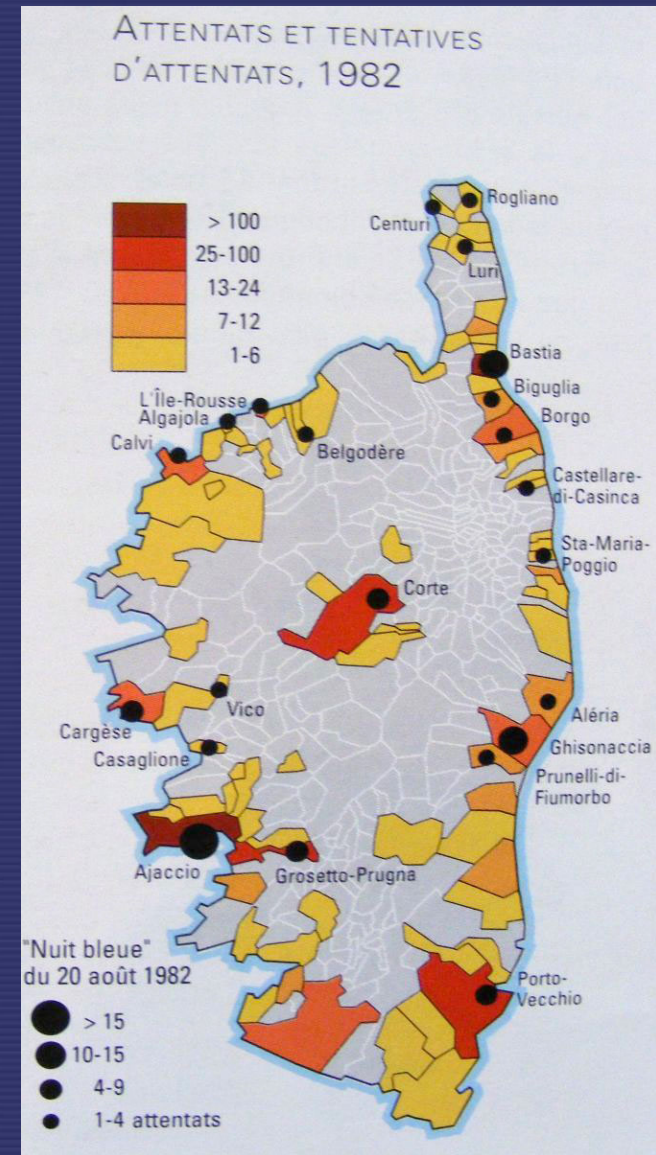 ATTENTATS ET TENTATIVES
D'ATTENTATS, 1982
> 100
25-100
13-24
7-12
1-6
Rogliano
Centuri
Luri
Bastia
Biguglia
L'Île-Rousse
Algajola
Borgo
Calvi
Belgodère
Castellare-
di-Casinca
Sta-Maria-
Poggio
Corte
Vico
Aléria
Cargèse
Ghisonaccia
Casaglione
Prunelli-di-
Fiumorbo
Ajaccio
Grosetto-Prugna
"Nuit bleue"
du 20 août 1982
Porto-
Vecchio
> 15
10-15
4-9
1-4 attentats